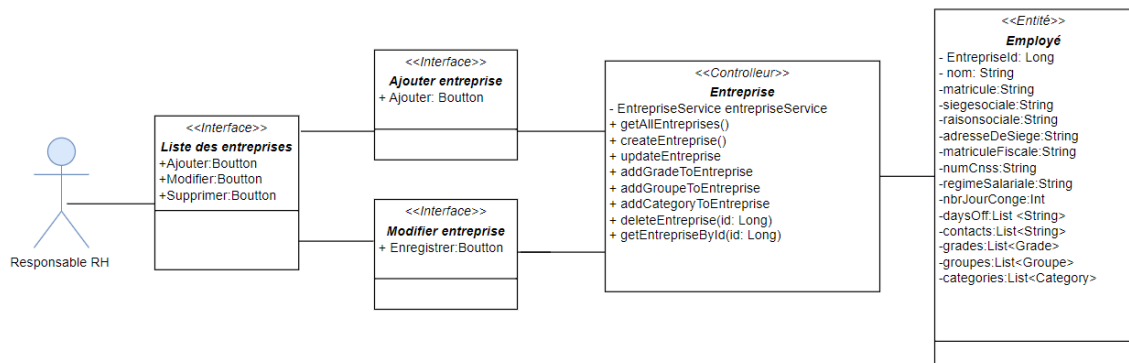 Responsable RH
<<Interface>>
Liste des entreprises
+Ajouter:Boutton
+Modifier:Boutton
+Supprimer:Boutton
<<Interface>>
Ajouter entreprise
+ Ajouter: Boutton
<<Interface>>
Modifier entreprise
+ Enregistrer:Boutton
<<Controlleur>>
Entreprise
- EntrepriseService entrepriseService
+ getAllEntreprises()
+ createEntreprise()
+ updateEntreprise
+ addGradeToEntreprise
+ addGroupeToEntreprise
+ addCategoryToEntreprise
+ deleteEntreprise(id: Long)
+ getEntrepriseById(id: Long)
<<Entité>>
Employé
- EntrepriseId: Long
- nom: String
-matricule:String
-siegesociale:String
-raisonsociale:String
-adresseDeSiege:String
-matriculeFiscale:String
-numCnss:String
-regimeSalariale:String
-nbrJourConge:Int
-daysOff:List <String>
-contacts:List<String>
-grades:List<Grade>
-groupes:List<Groupe>
-categories:List<Category>